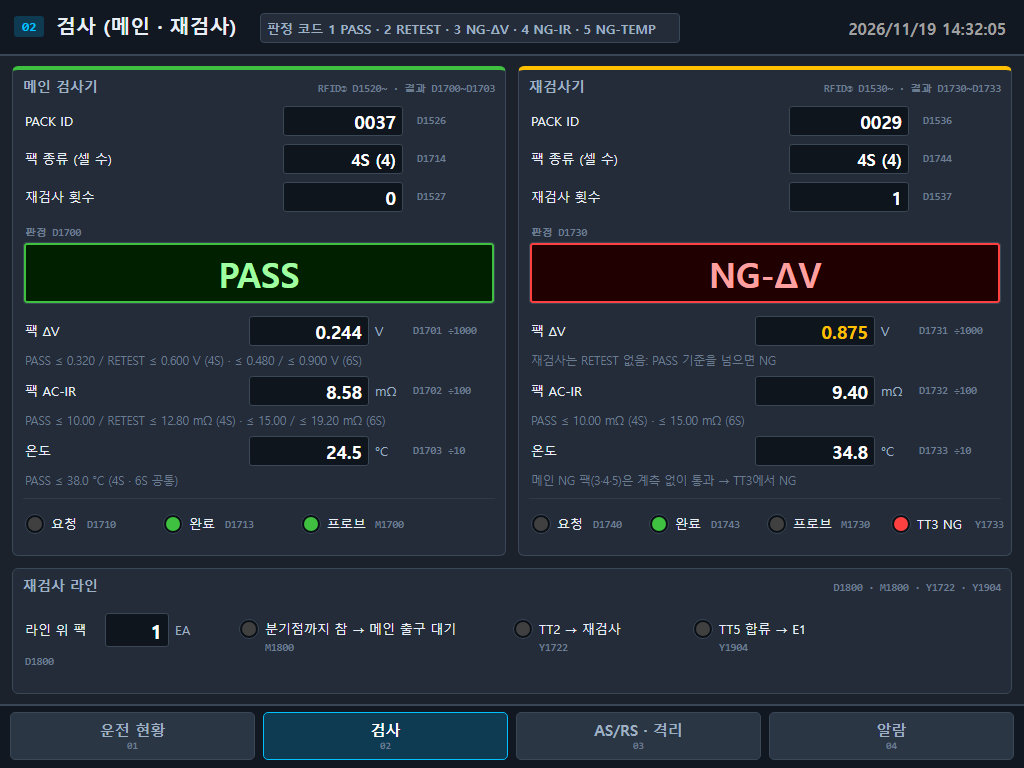 02 검사 (메인 · 재검사) 판정 코드 1 PASS · 2 RETEST · 3 NG-ΔV · 4 NG-IR · 5 NG-TEMP 2026/11/19 14:32:05
메인 검사기 D1520~ · 결과 D1700~D1703
PACK ID 0037 D1526
팩 종류 (셀 수) 4S (4) D1714
재검사 횟수 0 D1527
판정 D1700
PASS
팩 ΔV 0.244 V D1701 ÷1000
PASS ≤ 0.320 / RETEST ≤ 0.600 V (4S) · ≤ 0.480 / ≤ 0.900 V (6S)
팩 AC-IR 8.58 mΩ D1702 ÷100
PASS ≤ 10.00 / RETEST ≤ 12.80 mΩ (4S) · ≤ 15.00 / ≤ 19.20 mΩ (6S)
온도 24.5 °C D1703 ÷10
PASS ≤ 38.0 °C (4S · 6S 공통)
요청 D1710 완료 D1713 프로브 M1700
재검사기 D1530~ · 결과 D1730~D1733
PACK ID 0029 D1536
팩 종류 (셀 수) 4S (4) D1744
재검사 횟수 1 D1537
판정 D1730
NG-ΔV
팩 ΔV 0.875 V D1731 ÷1000
재검사는 RETEST 없음: PASS 기준을 넘으면 NG
팩 AC-IR 9.40 mΩ D1732 ÷100
PASS ≤ 10.00 mΩ (4S) · ≤ 15.00 mΩ (6S)
온도 34.8 °C D1733 ÷10
메인 NG 팩(3·4·5)은 계측 없이 통과 → TT3에서 NG
요청 D1740 완료 D1743 프로브 M1730 TT3 NG Y1733
재검사 라인 D1800 · M1800 · Y1722 · Y1904
라인 위 팩 1 EA 분기점까지 참 → 메인 출구 대기 TT2 → 재검사 TT5 합류 → E1
M1800 Y1722 Y1904
D1800
운전 현황 검사 AS/RS · 격리 알람
01 02 03 04